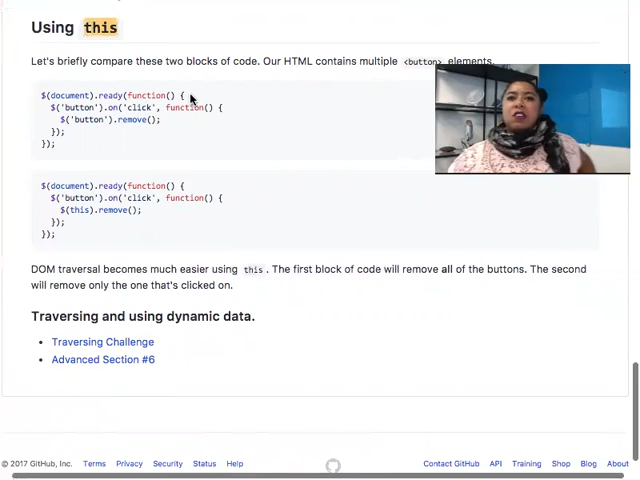 Using this
Let's briefly compare these two blocks of code. Our HTML contains multiple <button> elements.
$(document).ready(function() {
$('button').on('click', function() {
$('button').remove();
});
});
$(document).ready(function() {
$('button').on('click', function() {
$(this).remove();
});
});
DOM traversal becomes much easier using this. The first block of code will remove all of the buttons. The second
will remove only the one that's clicked on.
Traversing and using dynamic data.
• Traversing Challenge
• Advanced Section #6
© 2017 GitHub, Inc. Terms Privacy Security Status Help Contact GitHub API Training Shop Blog About